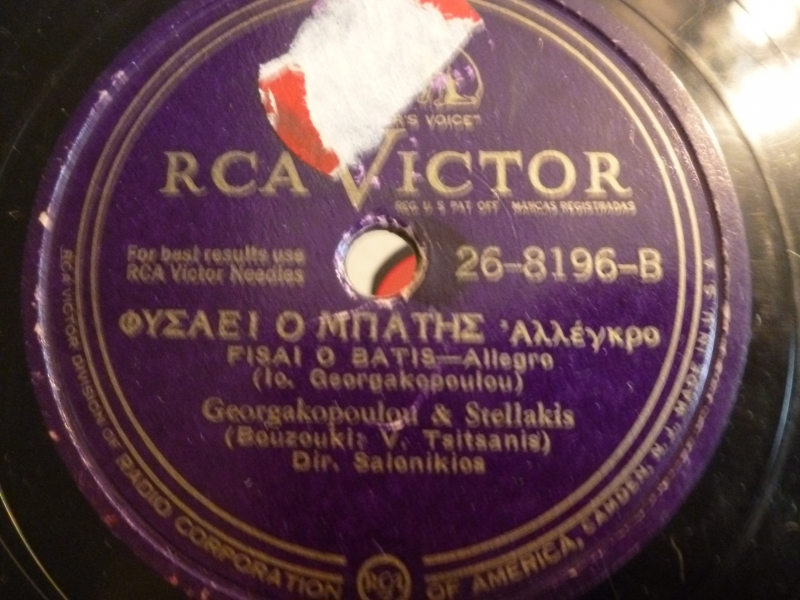 VOICE"
RCA VICTOR
REG. U. S. PAT. OFF. MARCAS REGISTRADAS
For best results use
RCA Victor Needles
26-8196-B
ΦΥΣΑΕΙ Ο ΜΠΑΤΗΣ 'Αλλέγκρο
FISAI O BATIS—Allegro
(Io. Georgakopoulou)
Georgakopoulou & Stellakis
(Bouzouki: V. Tsitsanis)
Dir. Salonikios
RCA VICTOR DIVISION OF RADIO CORPORATION OF AMERICA, CAMDEN, N. J. MADE IN U. S. A.
RCA